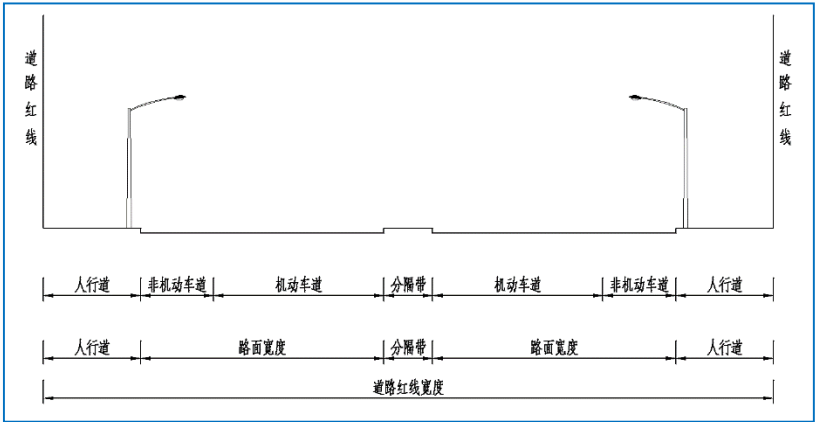 道路红线
道路红线
人行道 非机动车道 机动车道 分隔带 机动车道 非机动车道 人行道
人行道 路面宽度 分隔带 路面宽度 人行道
道路红线宽度